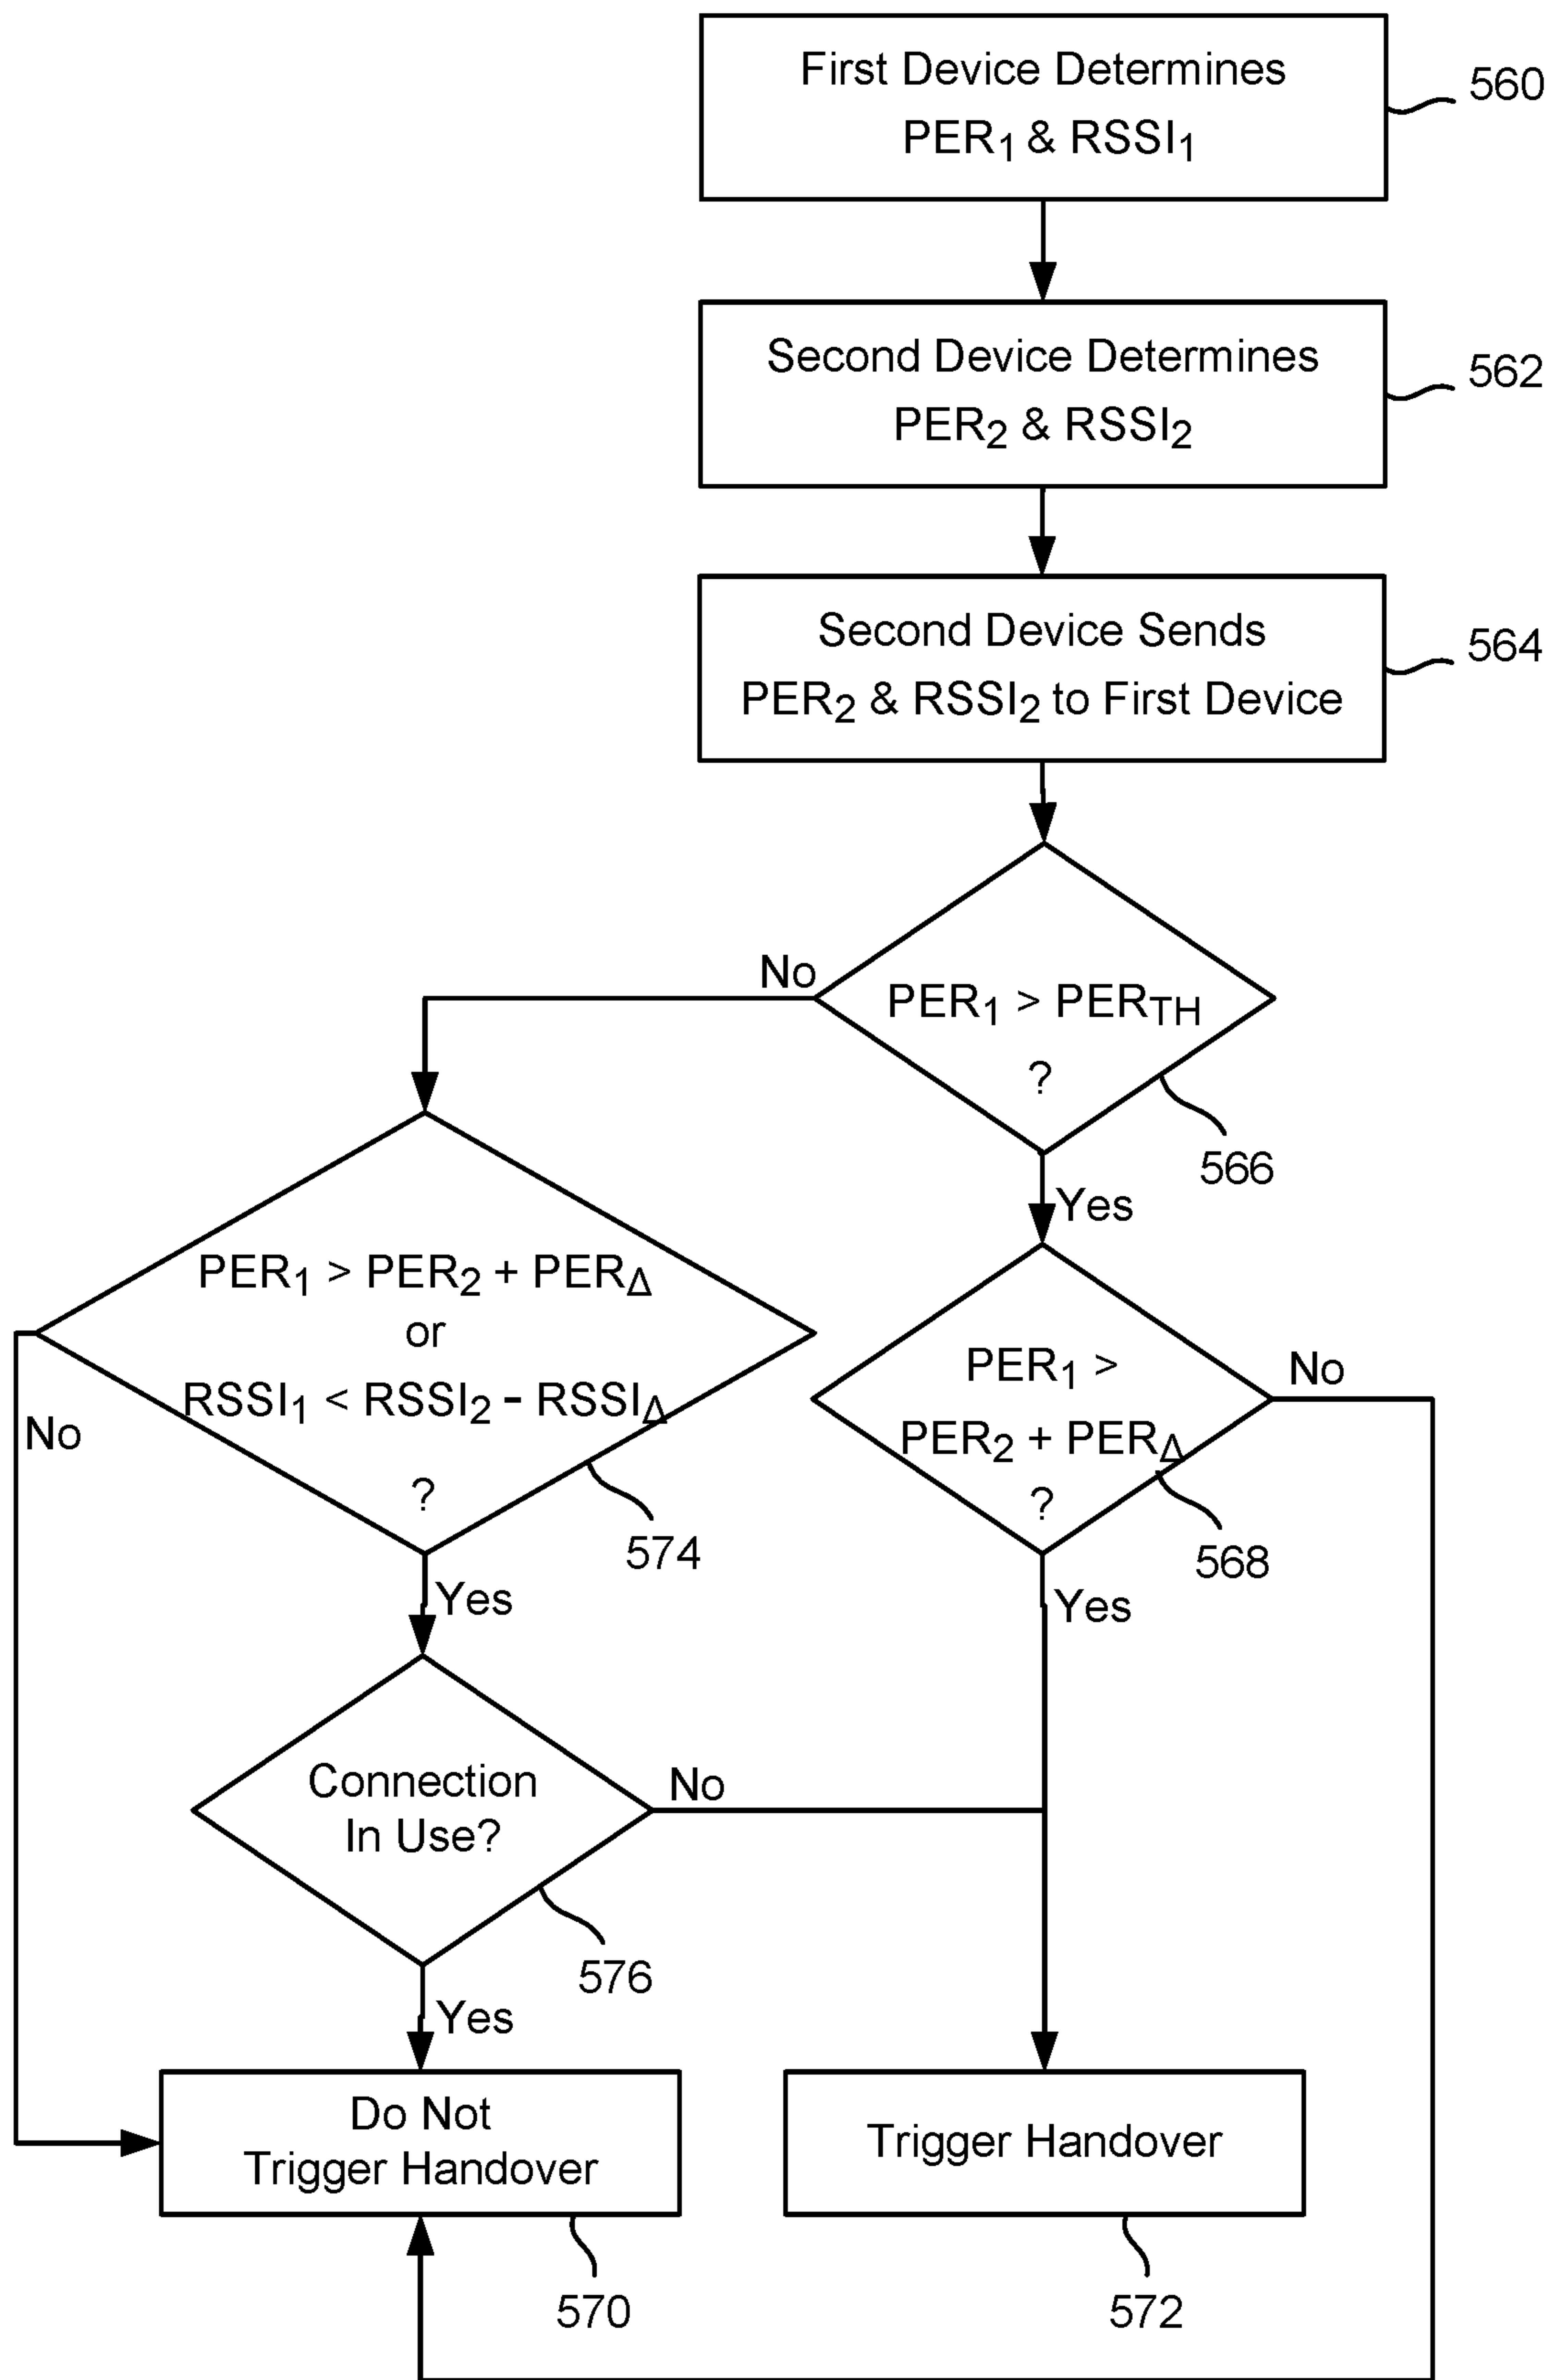 First Device Determines
PER₁ & RSSI₁
560
Second Device Determines
PER₂ & RSSI₂
562
Second Device Sends
PER₂ & RSSI₂ to First Device
564
No
PER₁ > PERTH
?
566
Yes
PER₁ > PER₂ + PERΔ
or
RSSI₁ < RSSI₂ - RSSIΔ
?
No
574
Yes
PER₁ >
PER₂ + PERΔ
?
No
568
Yes
Connection
In Use?
No
576
Yes
Do Not
Trigger Handover
570
Trigger Handover
572